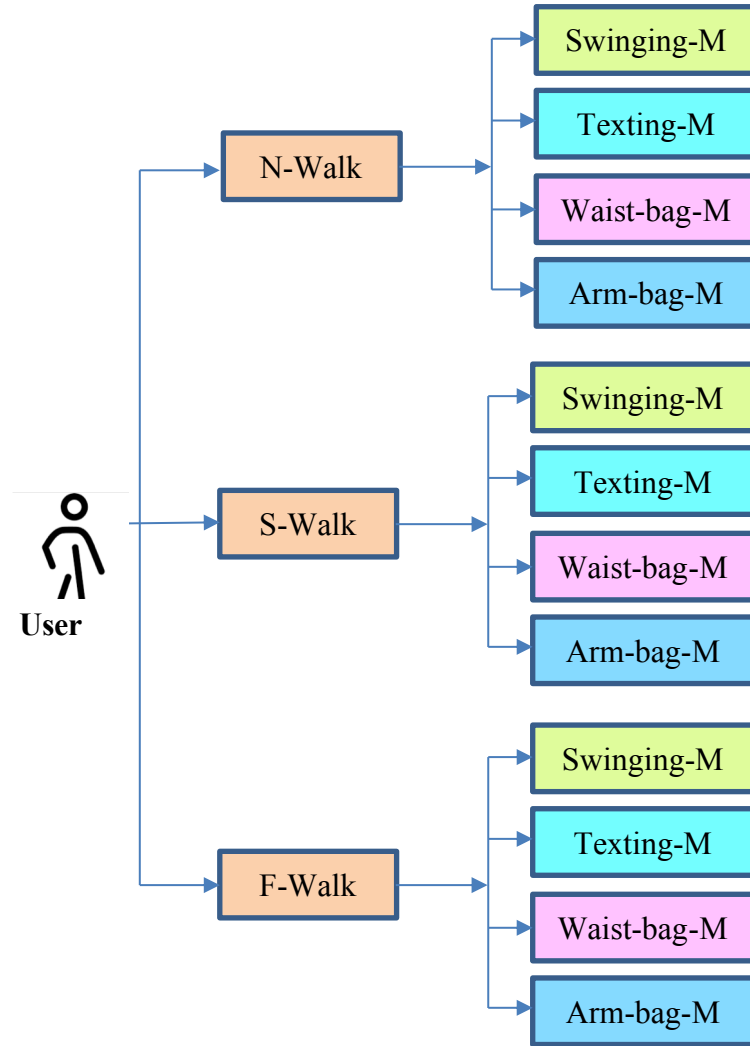 Swinging-M
Texting-M
N-Walk
Waist-bag-M
Arm-bag-M
Swinging-M
Texting-M
S-Walk
Waist-bag-M
User
Arm-bag-M
Swinging-M
Texting-M
F-Walk
Waist-bag-M
Arm-bag-M